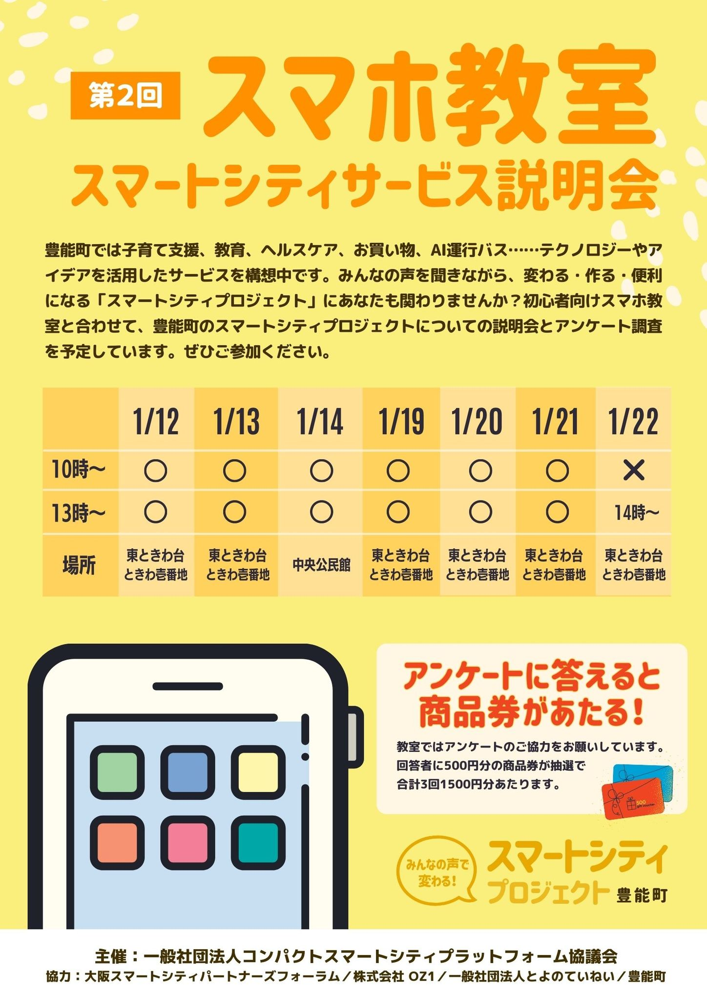 第2回
スマホ教室
スマートシティサービス説明会
豊能町では子育て支援、教育、ヘルスケア、お買い物、AI運行バス……テクノロジーやア
イデアを活用したサービスを構想中です。みんなの声を聞きながら、変わる・作る・便利
になる「スマートシティプロジェクト」にあなたも関わりませんか？初心者向けスマホ教
室と合わせて、豊能町のスマートシティプロジェクトについての説明会とアンケート調査
を予定しています。ぜひご参加ください。
1/12 1/13 1/14 1/19 1/20 1/21 1/22
10時〜 ○ ○ ○ ○ ○ ○ ×
13時〜 ○ ○ ○ ○ ○ ○ 14時〜
場所 東ときわ台 東ときわ台 中央公民館 東ときわ台 東ときわ台 東ときわ台 東ときわ台
ときわ壱番地 ときわ壱番地 ときわ壱番地 ときわ壱番地 ときわ壱番地 ときわ壱番地
アンケートに答えると
商品券があたる！
教室ではアンケートのご協力をお願いしています。
回答者に500円分の商品券が抽選で
合計3回1500円分あたります。
500
gift voucher
みんなの声で
変わる！
スマートシティ
プロジェクト 豊能町
主催：一般社団法人コンパクトスマートシティプラットフォーム協議会
協力：大阪スマートシティパートナーズフォーラム／株式会社 OZ1／一般社団法人とよのていねい／豊能町